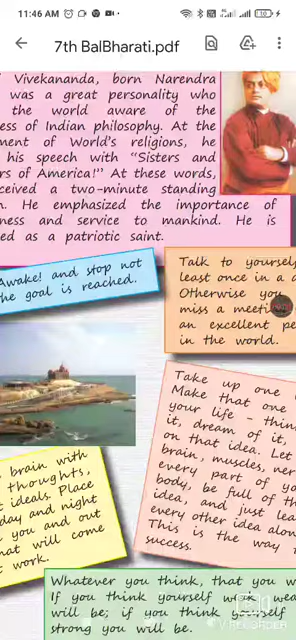 11:46 AM
7th BalBharati.pdf
Vivekananda, born Narendra
was a great personality who
the world aware of the
ess of Indian philosophy. At the
ment of World's religions, he
his speech with "Sisters and
rs of America!" At these words,
ceived a two-minute standing
n. He emphasized the importance of
ness and service to mankind. He is
ed as a patriotic saint.
Awake! and stop not
the goal is reached.
Talk to yourself
least once in a d
Otherwise you
miss a meeti
an excellent pe
in the world.
Take up one
Make that one
your life - thin
it, dream of it,
on that idea. Let
brain, muscles, ner
every part of yo
body, be full of th
idea, and just lea
every other idea alon
This is the way
success.
brain with
thoughts,
t ideals. Place
day and night
you and out
hat will come
t work.
Whatever you think, that you w
If you think yourself weak, wea
will be; if you think yourself
strong you will be.